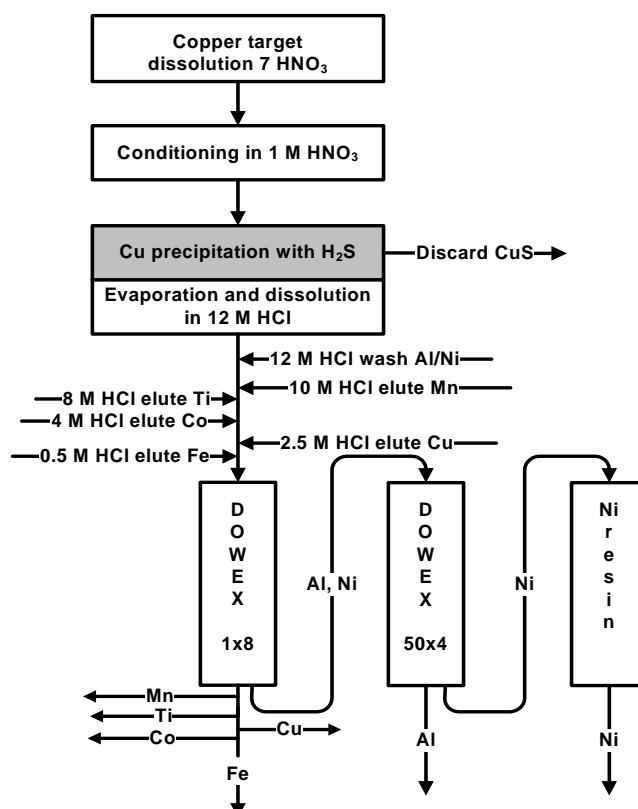 Copper target
dissolution 7 HNO₃
Conditioning in 1 M HNO₃
Cu precipitation with H₂S
Discard CuS
Evaporation and dissolution
in 12 M HCl
12 M HCl wash Al/Ni
10 M HCl elute Mn
8 M HCl elute Ti
4 M HCl elute Co
2.5 M HCl elute Cu
0.5 M HCl elute Fe
D
O
W
E
X
1x8
Al, Ni
D
O
W
E
X
50x4
Ni
Ni
r
e
s
i
n
Mn
Ti
Co
Cu
Fe
Al
Ni